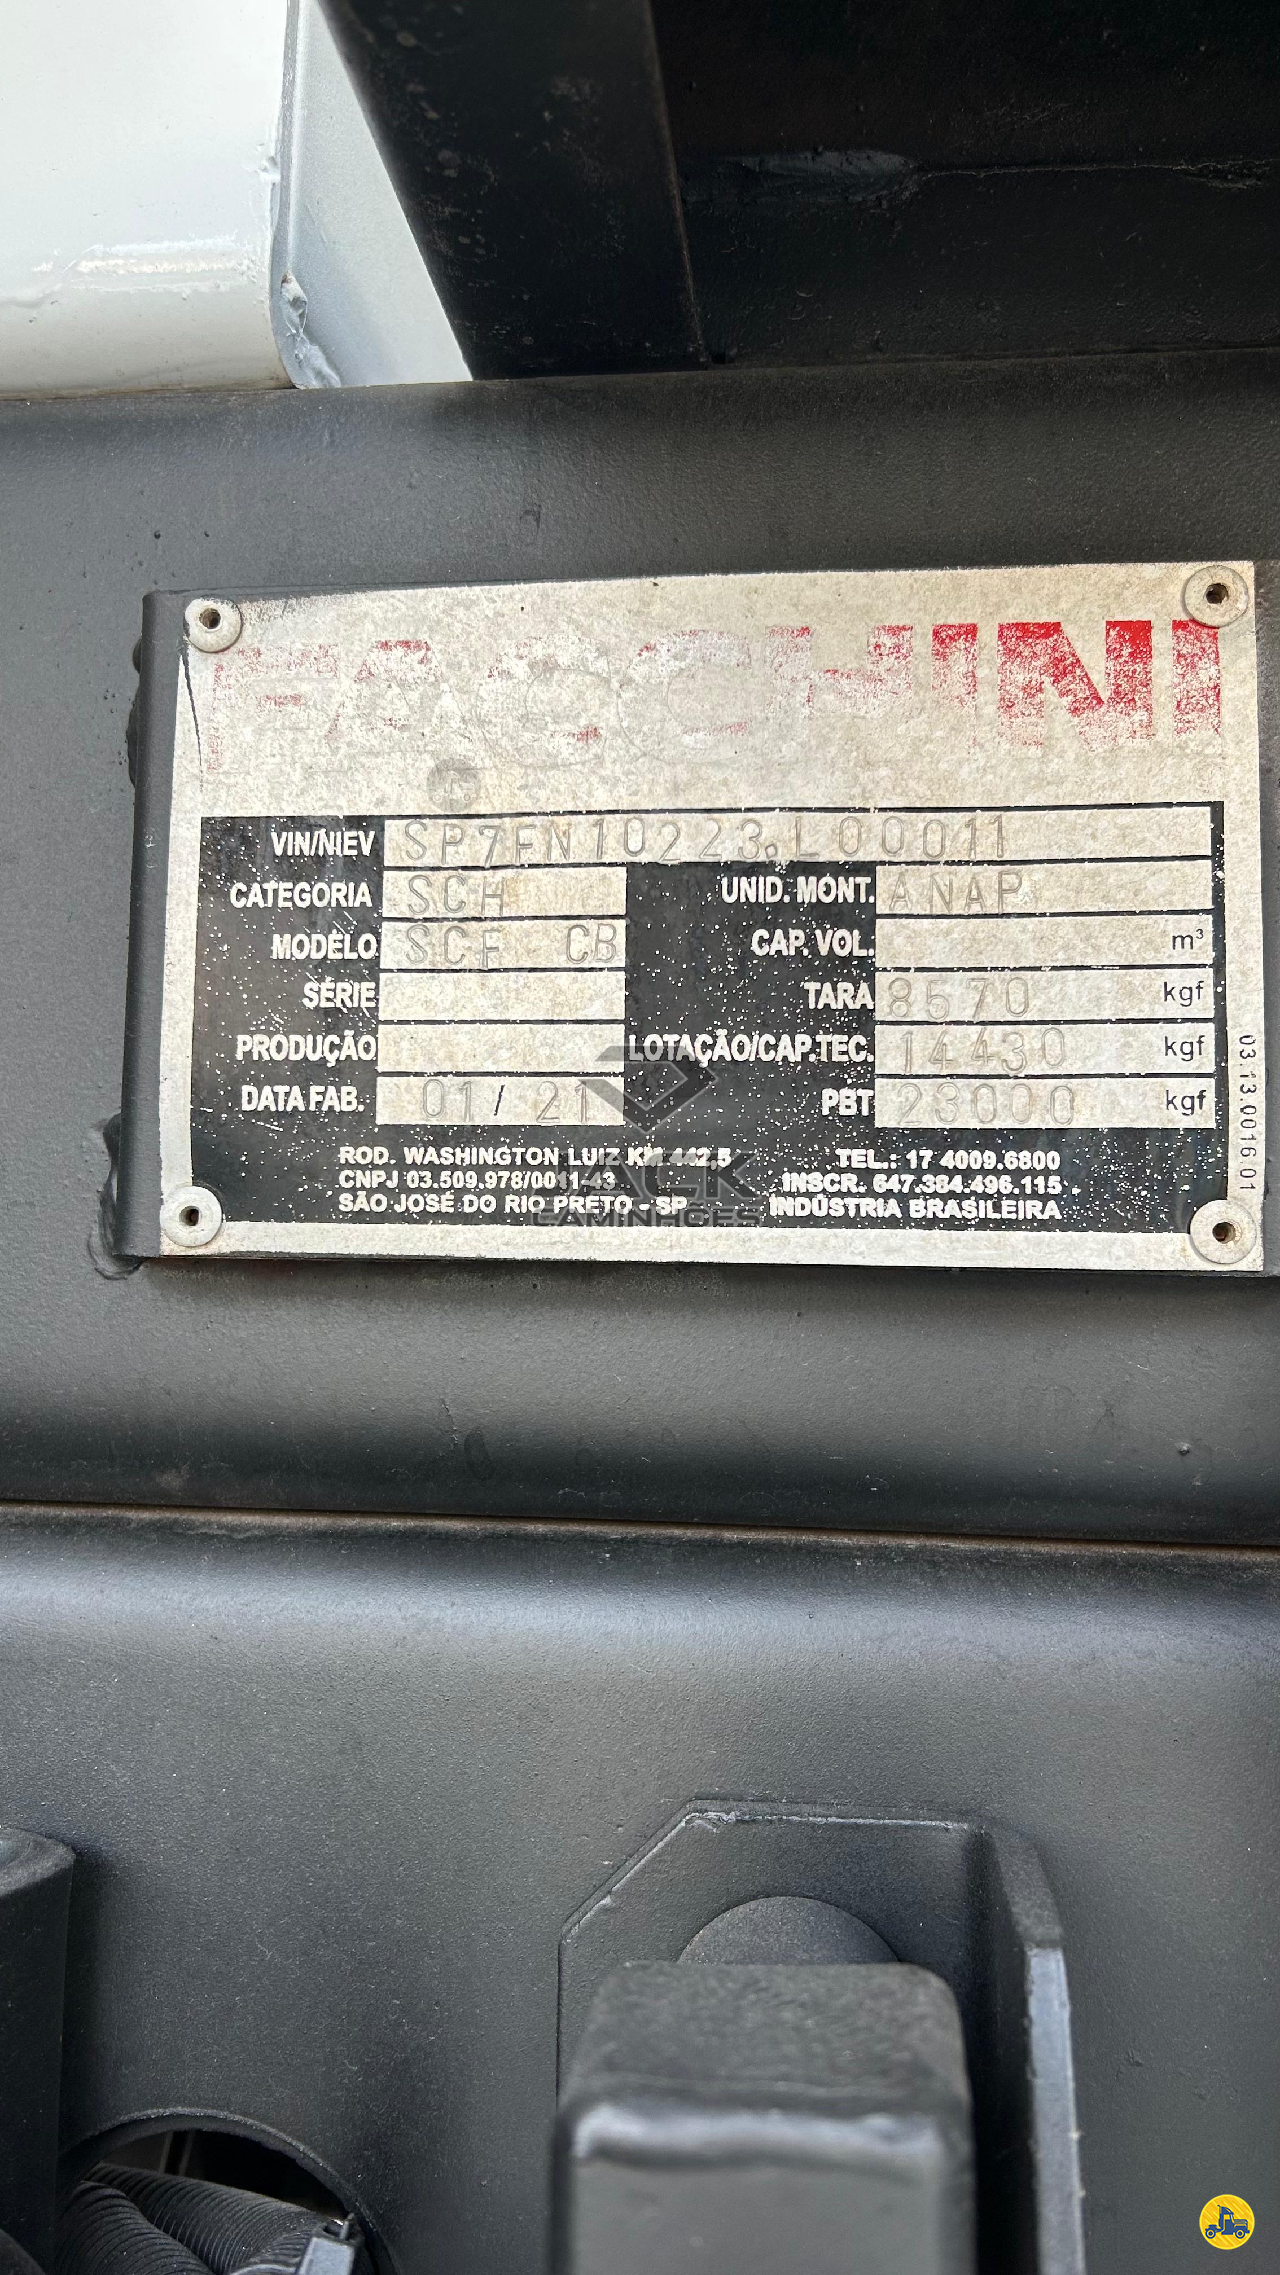 FACCHINI
VIN/NIEV SP7FN10223.L00011
CATEGORIA SCH UNID. MONT. ANAP
MODELO SCF CB CAP. VOL. m³
SÉRIE TARA 8570 kgf
PRODUÇÃO LOTAÇÃO/CAP.TEC. 14430 kgf
DATA FAB. 01/21 PBT 23000 kgf
ROD. WASHINGTON LUIZ KM 442,5 TEL.: 17 4009.6800
CNPJ 03.509.978/0011-43 INSCR. 647.384.496.115
SÃO JOSÉ DO RIO PRETO - SP INDÚSTRIA BRASILEIRA
03.13.0016.01
JACK
CAMINHÕES